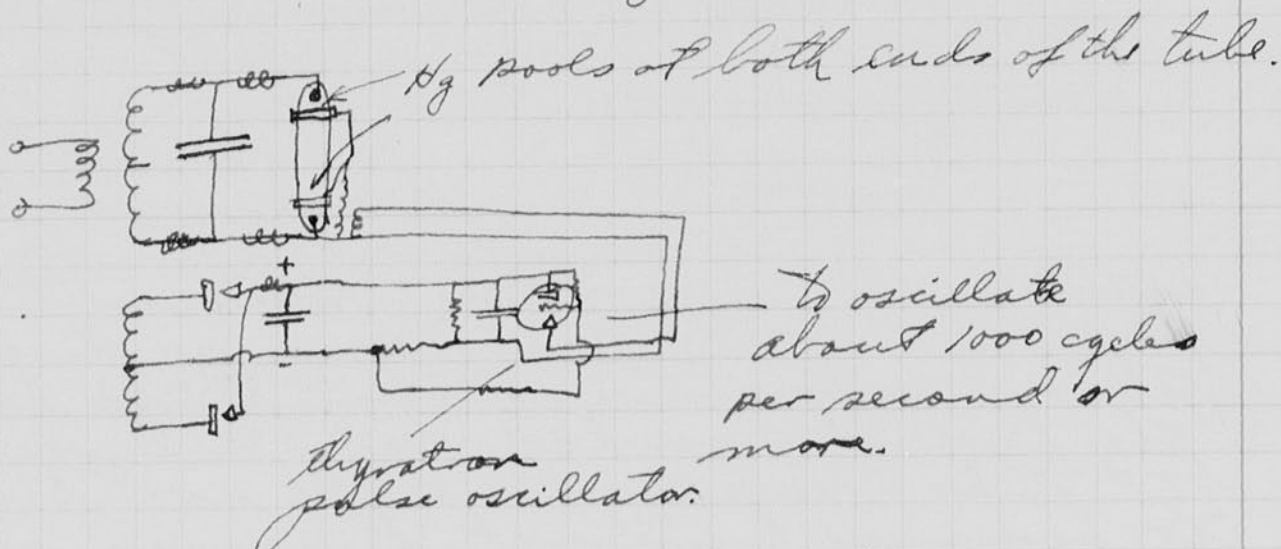 Hg pools at both ends of the tube.
+
-
To oscillate
about 1000 cycles
per second or
more.
thyratron
pulse oscillator.